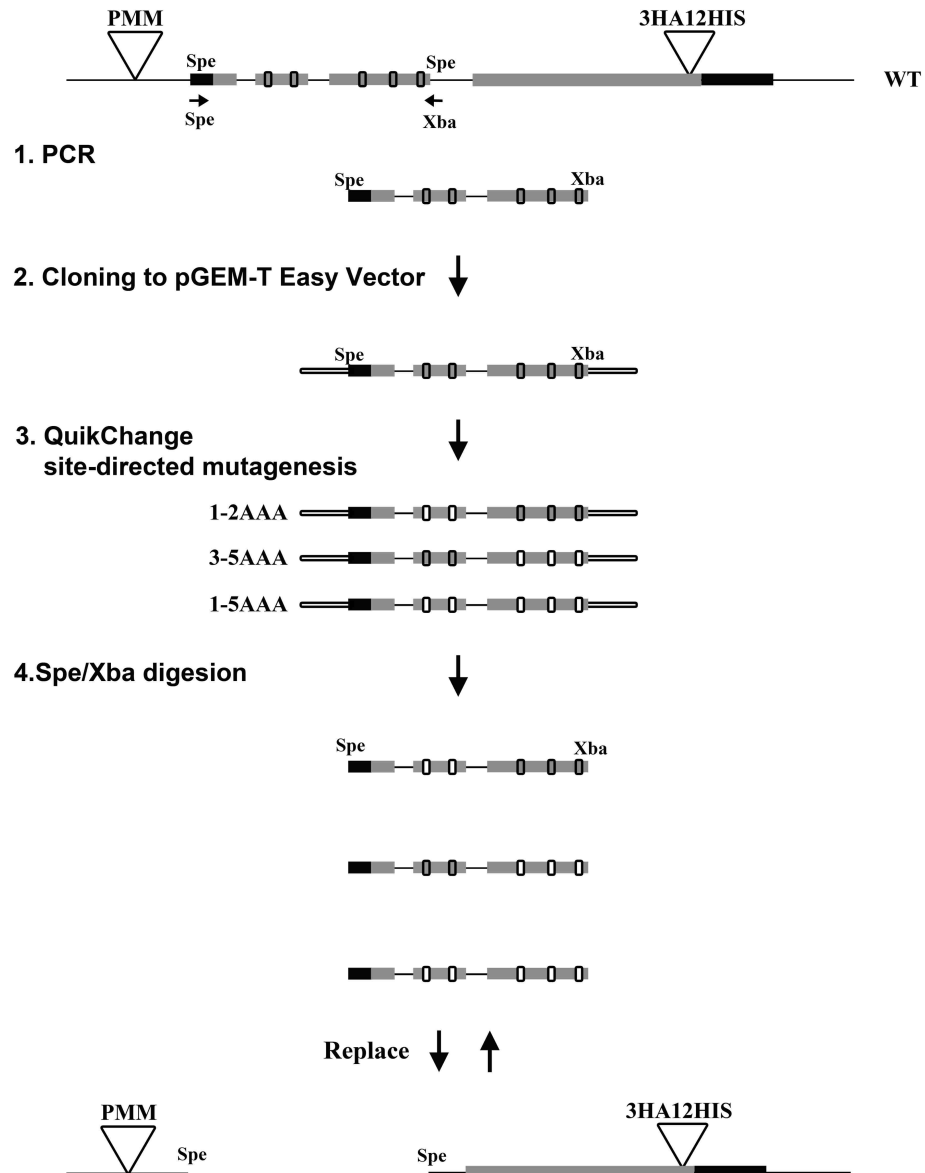 PMM 3HA12HIS
Spe Spe
WT
Spe Xba
1. PCR
Spe Xba
2. Cloning to pGEM-T Easy Vector
Spe Xba
3. QuikChange
site-directed mutagenesis
1-2AAA
3-5AAA
1-5AAA
4.Spe/Xba digesion
Spe Xba
Replace
PMM 3HA12HIS
Spe Spe